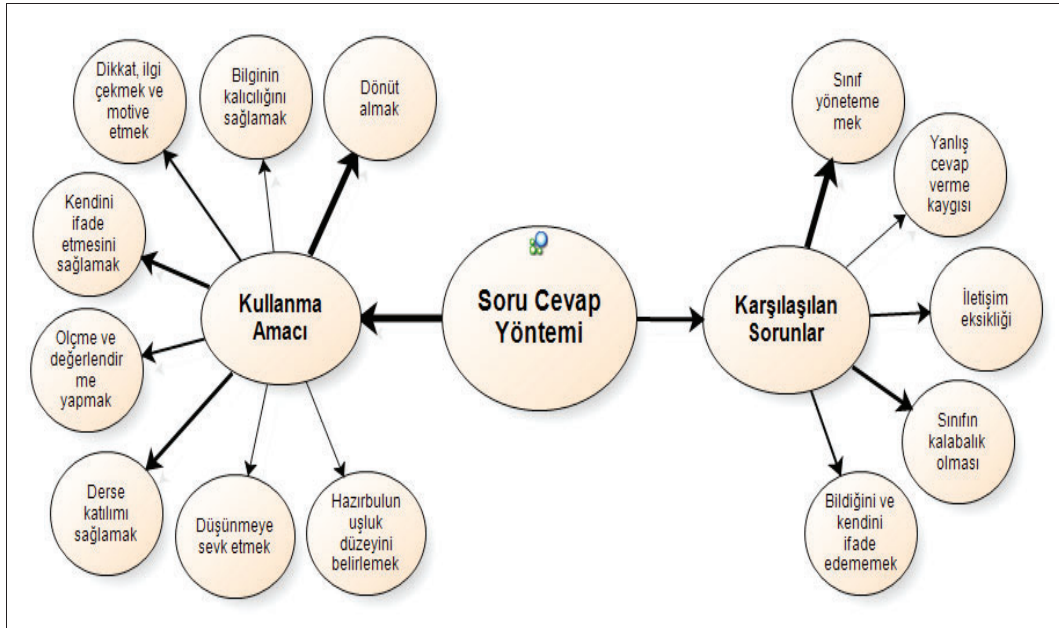 Dikkat, ilgi
çekmek ve
motive
etmek
Bilginin
kalıcılığını
sağlamak
Dönüt
almak
Kendini
ifade
etmesini
sağlamak
Olçme ve
değerlendir
me
yapmak
Derse
katılımı
sağlamak
Düşünmeye
sevk etmek
Hazırbulun
uşluk
düzeyini
belirlemek
Kullanma
Amacı
Soru Cevap
Yöntemi
Karşılaşılan
Sorunlar
Sınıf
yöneteme
mek
Yanlış
cevap
verme
kaygısı
İletişim
eksikliği
Sınıfın
kalabalık
olması
Bildiğini ve
kendini
ifade
edememek